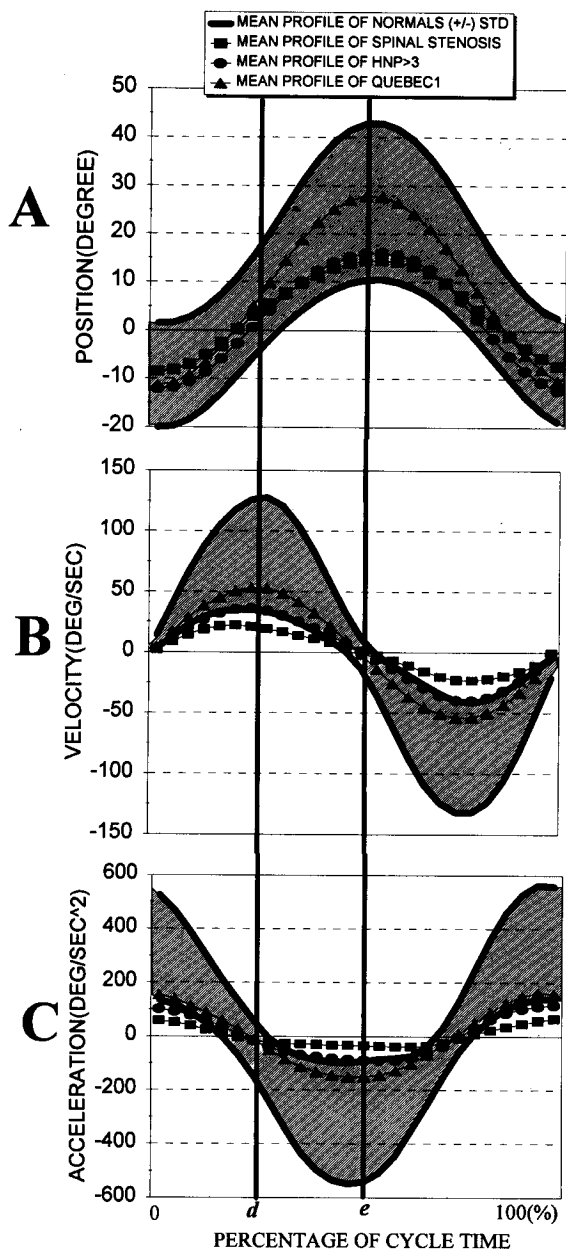 MEAN PROFILE OF NORMALS (+/-) STD
MEAN PROFILE OF SPINAL STENOSIS
MEAN PROFILE OF HNP>3
MEAN PROFILE OF QUEBEC1
A
POSITION(DEGREE)
50
40
30
20
10
0
-10
-20
B
VELOCITY(DEG/SEC)
150
100
50
0
-50
-100
-150
C
ACCELERATION(DEG/SEC^2)
600
400
200
0
-200
-400
-600
0 d e 100(%)
PERCENTAGE OF CYCLE TIME